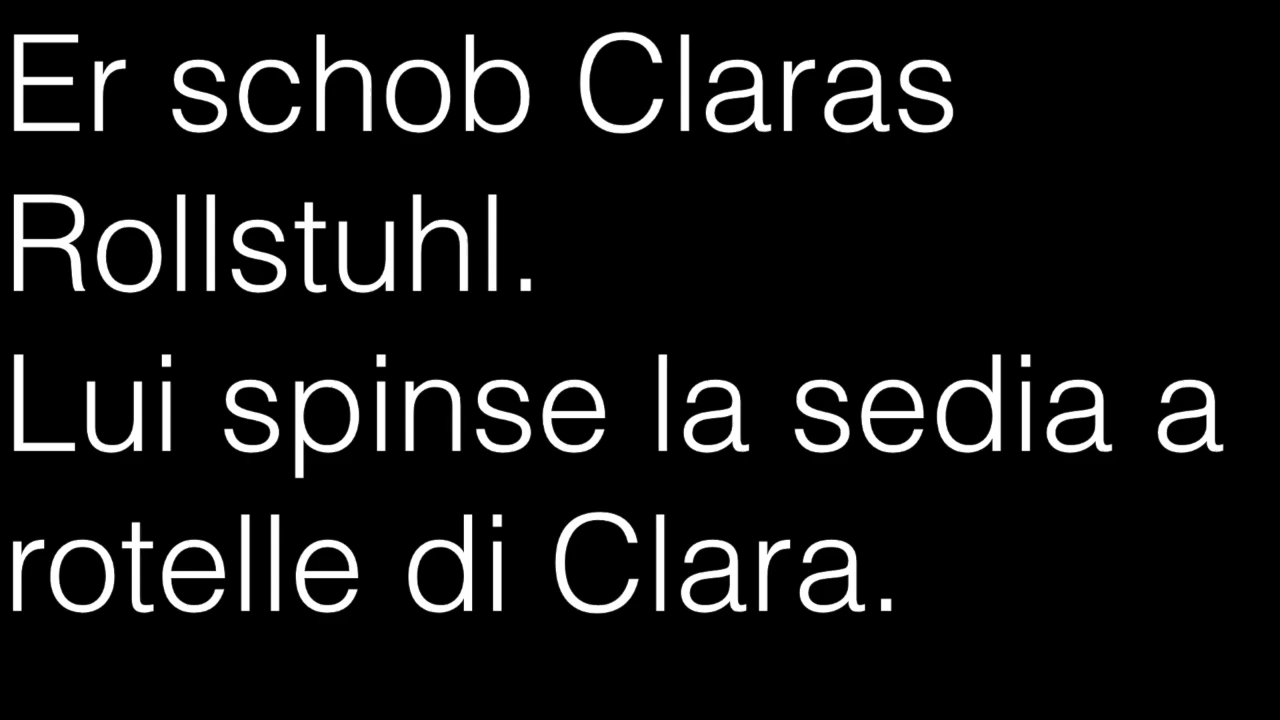 Er schob Claras
Rollstuhl.
Lui spinse la sedia a
rotelle di Clara.